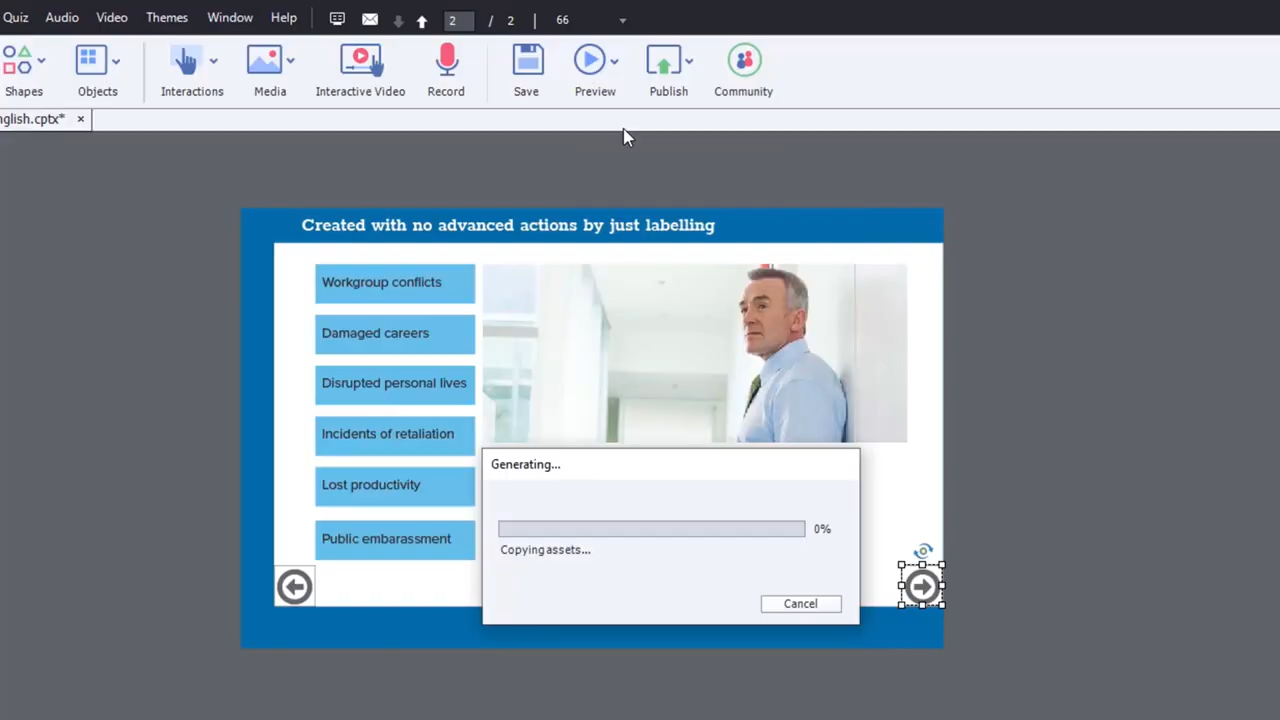 Quiz Audio Video Themes Window Help 2 / 2 66
Shapes Objects Interactions Media Interactive Video Record Save Preview Publish Community
nglish.cptx* ×
Created with no advanced actions by just labelling
Workgroup conflicts
Damaged careers
Disrupted personal lives
Incidents of retaliation
Lost productivity
Public embarassment
Generating...
0%
Copying assets...
Cancel